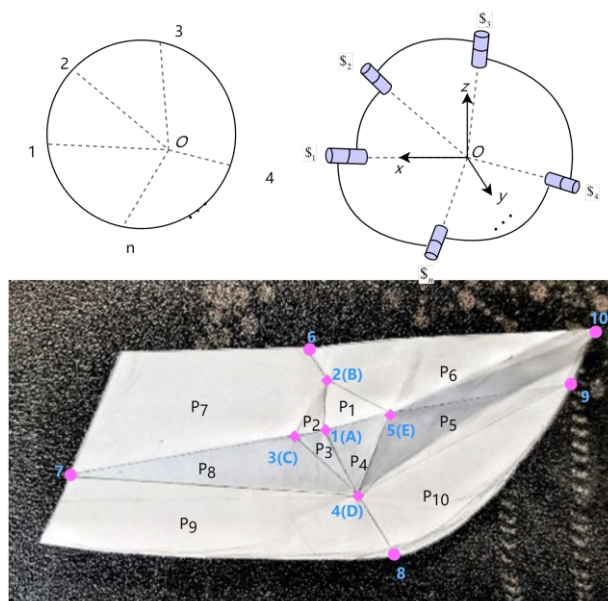 3
2
O
1
4
n
$₃
$₂
z
$₁
O
x
y
$₄
$ₙ
10
6
9
2(B)
P₆
P₇
P₁
P₂
5(E)
P₅
1(A)
3(C)
P₃
7
P₈
P₄
4(D)
P₁₀
P₉
8